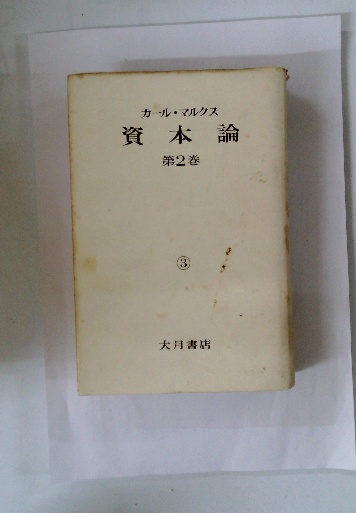 カール・マルクス
資本論
第2巻
③
大月書店